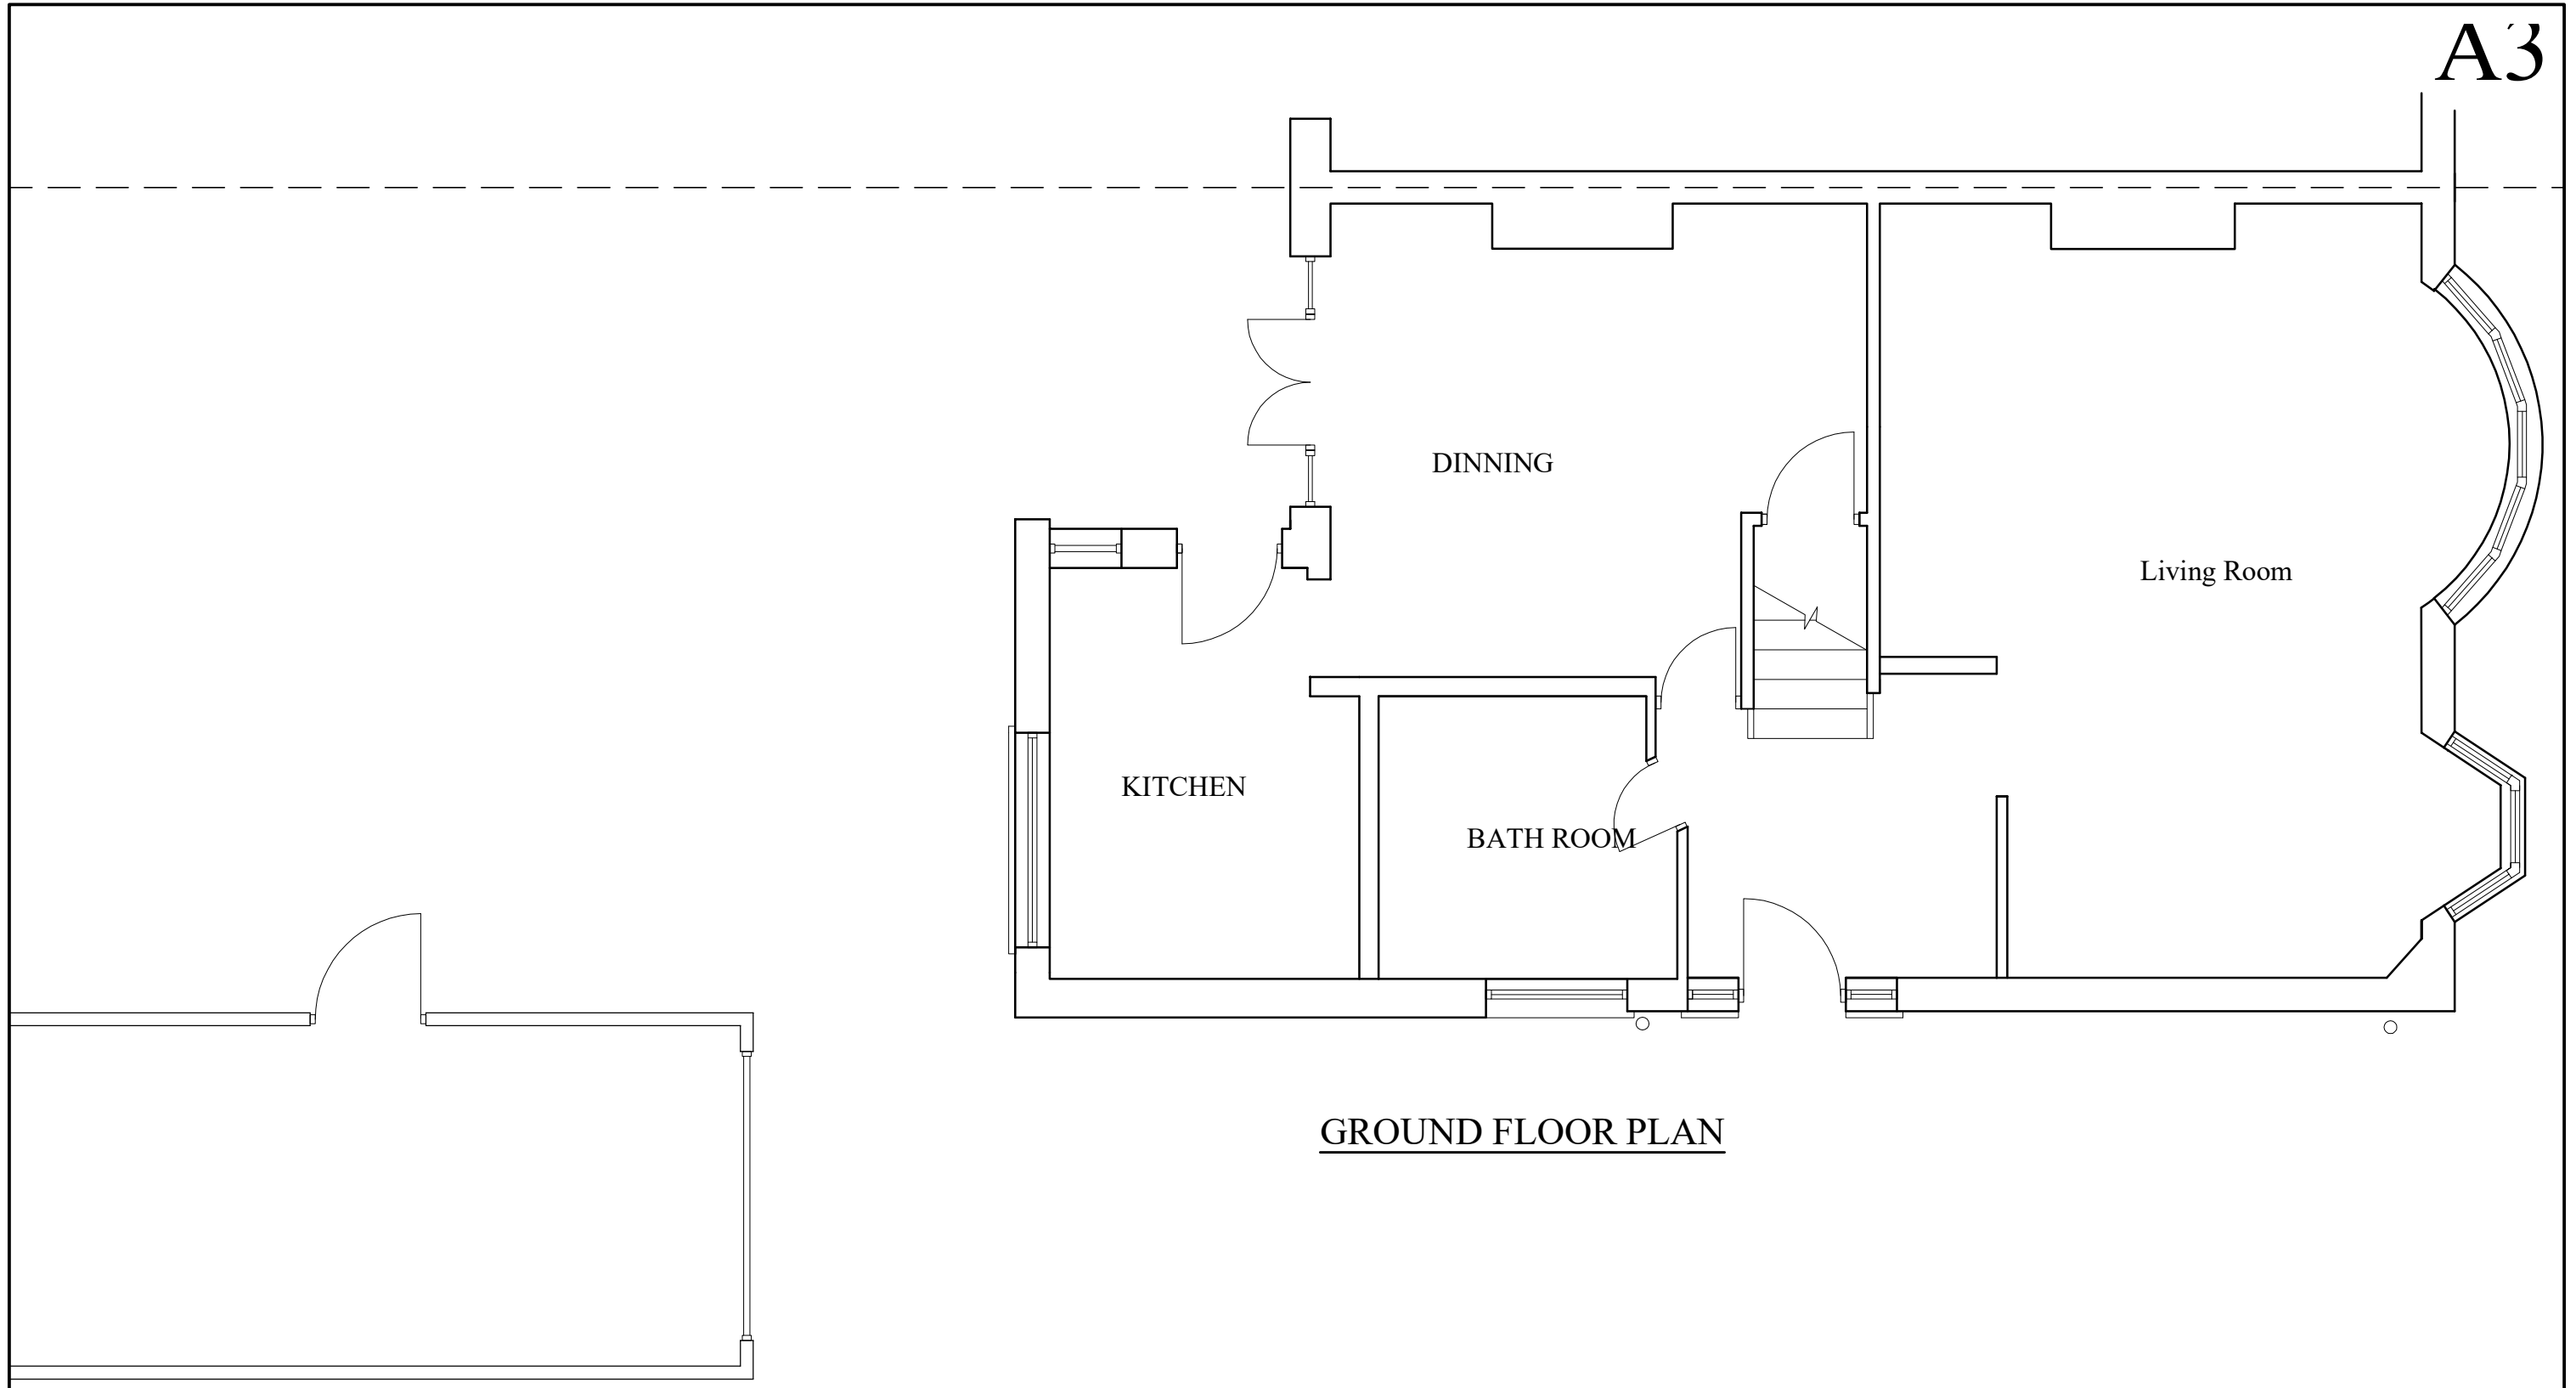 A3
DINNING
Living Room
KITCHEN
BATH ROOM
GROUND FLOOR PLAN